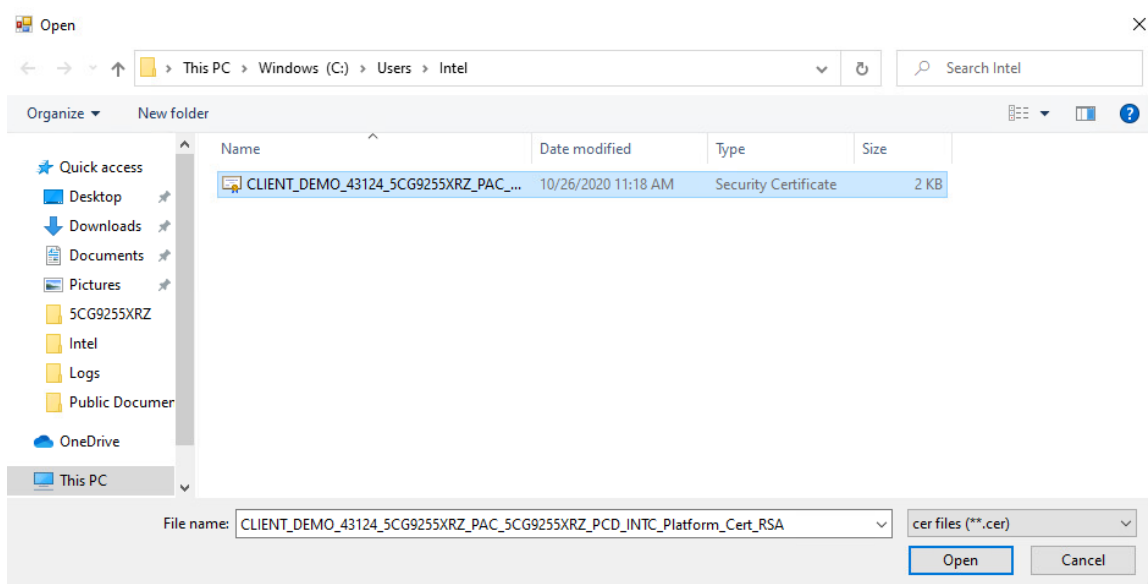 Open
This PC > Windows (C:) > Users > Intel
Search Intel
Organize
New folder
Name
Date modified
Type
Size
CLIENT_DEMO_43124_5CG9255XRZ_PAC_...
10/26/2020 11:18 AM
Security Certificate
2 KB
Quick access
Desktop
Downloads
Documents
Pictures
5CG9255XRZ
Intel
Logs
Public Documer
OneDrive
This PC
File name:
CLIENT_DEMO_43124_5CG9255XRZ_PAC_5CG9255XRZ_PCD_INTC_Platform_Cert_RSA
cer files (**.cer)
Open
Cancel